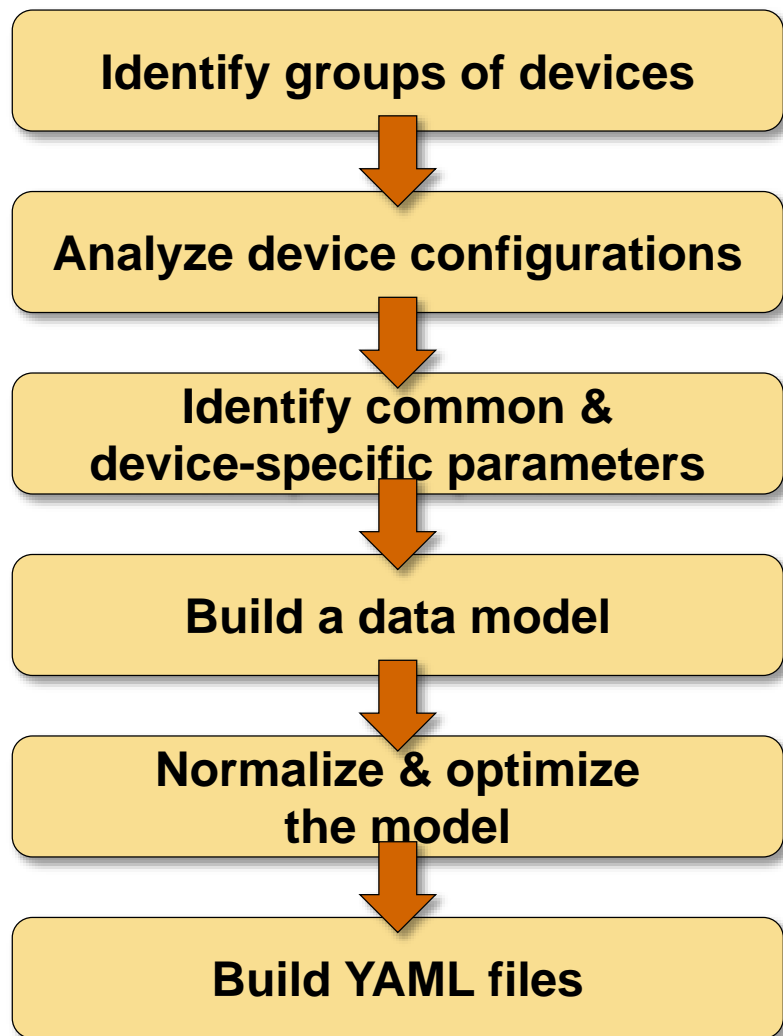 Identify groups of devices
Analyze device configurations
Identify common &
device-specific parameters
Build a data model
Normalize & optimize
the model
Build YAML files